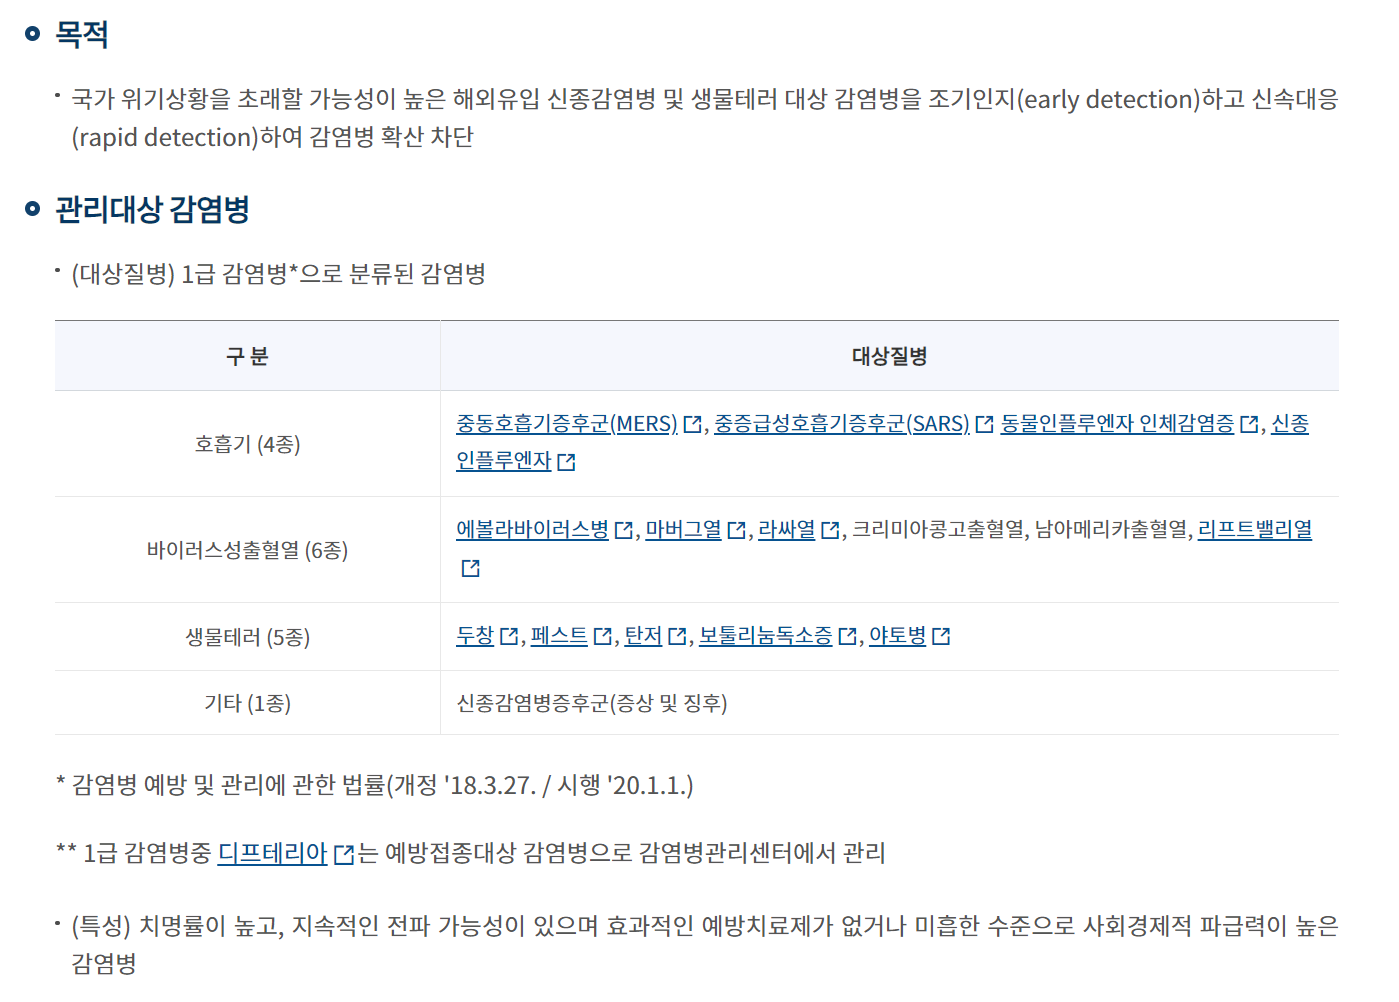 목적
국가 위기상황을 초래할 가능성이 높은 해외유입 신종감염병 및 생물테러 대상 감염병을 조기인지(early detection)하고 신속대응
(rapid detection)하여 감염병 확산 차단
관리대상 감염병
(대상질병) 1급 감염병*으로 분류된 감염병
구 분 대상질병
호흡기 (4종) 중동호흡기증후군(MERS), 중증급성호흡기증후군(SARS) 동물인플루엔자 인체감염증, 신종
인플루엔자
바이러스성출혈열 (6종) 에볼라바이러스병, 마버그열, 라싸열, 크리미아콩고출혈열, 남아메리카출혈열, 리프트밸리열
생물테러 (5종) 두창, 페스트, 탄저, 보툴리눔독소증, 야토병
기타 (1종) 신종감염병증후군(증상 및 징후)
* 감염병 예방 및 관리에 관한 법률(개정 '18.3.27. / 시행 '20.1.1.)
** 1급 감염병중 디프테리아는 예방접종대상 감염병으로 감염병관리센터에서 관리
(특성) 치명률이 높고, 지속적인 전파 가능성이 있으며 효과적인 예방치료제가 없거나 미흡한 수준으로 사회경제적 파급력이 높은
감염병